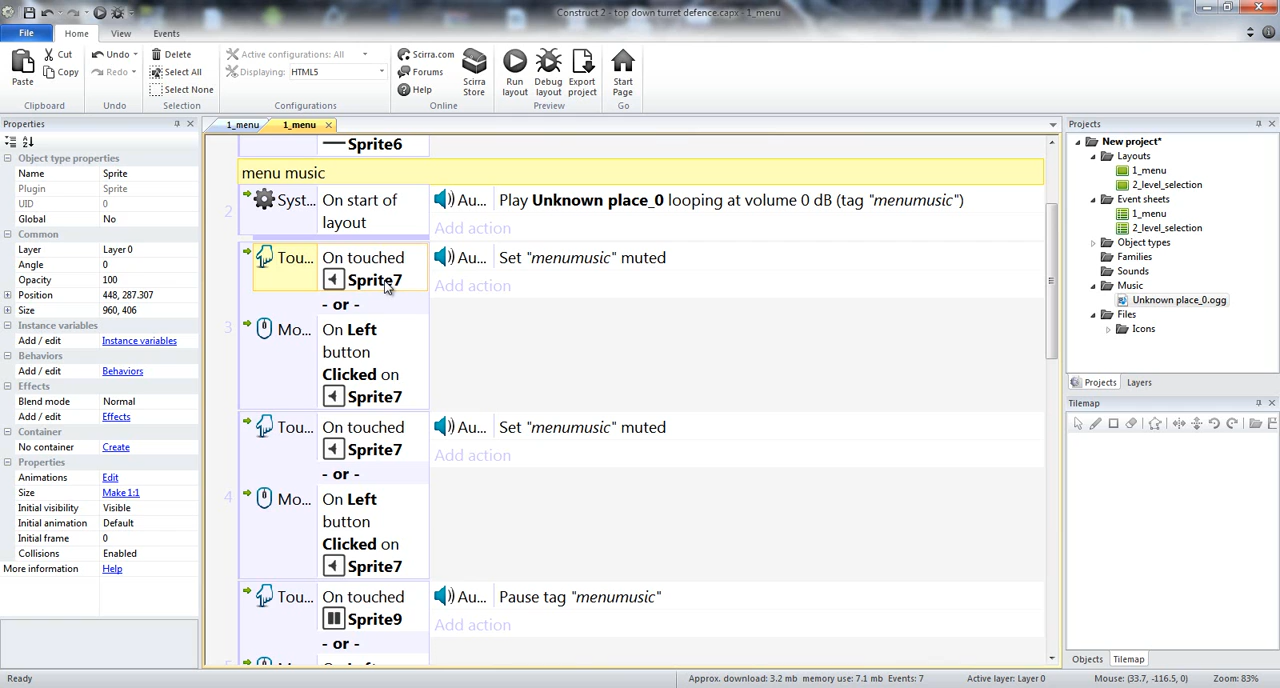 Construct 2 - top down turret defence.capx - 1_menu
File Home View Events
Paste Cut Copy Clipboard
Undo Redo Undo
Delete Select All Select None Selection
Active configurations: All
Displaying: HTML5
Configurations
Scirra.com Forums Help Scirra Store Online
Run layout Debug layout Export project Preview
Start Page Go
Properties
Object type properties
Name Sprite
Plugin Sprite
UID 0
Global No
Common
Layer Layer 0
Angle 0
Opacity 100
Position 448, 287.307
Size 960, 406
Instance variables
Add / edit Instance variables
Behaviors
Add / edit Behaviors
Effects
Blend mode Normal
Add / edit Effects
Container
No container Create
Properties
Animations Edit
Size Make 1:1
Initial visibility Visible
Initial animation Default
Initial frame 0
Collisions Enabled
More information Help
1_menu 1_menu
Sprite6
menu music
2 Syst... On start of layout Au... Play Unknown place_0 looping at volume 0 dB (tag "menumusic")
Add action
3 Tou... On touched Sprite7 Au... Set "menumusic" muted
Add action
- or -
Mo... On Left button Clicked on Sprite7
4 Tou... On touched Sprite7 Au... Set "menumusic" muted
Add action
- or -
Mo... On Left button Clicked on Sprite7
Tou... On touched Sprite9 Au... Pause tag "menumusic"
Add action
- or -
Projects
New project*
Layouts
1_menu
2_level_selection
Event sheets
1_menu
2_level_selection
Object types
Families
Sounds
Music
Unknown place_0.ogg
Files
Icons
Projects Layers
Tilemap
Objects Tilemap
Ready Approx. download: 3.2 mb memory use: 7.1 mb Events: 7 Active layer: Layer 0 Mouse: (33.7, -116.5, 0) Zoom: 83%